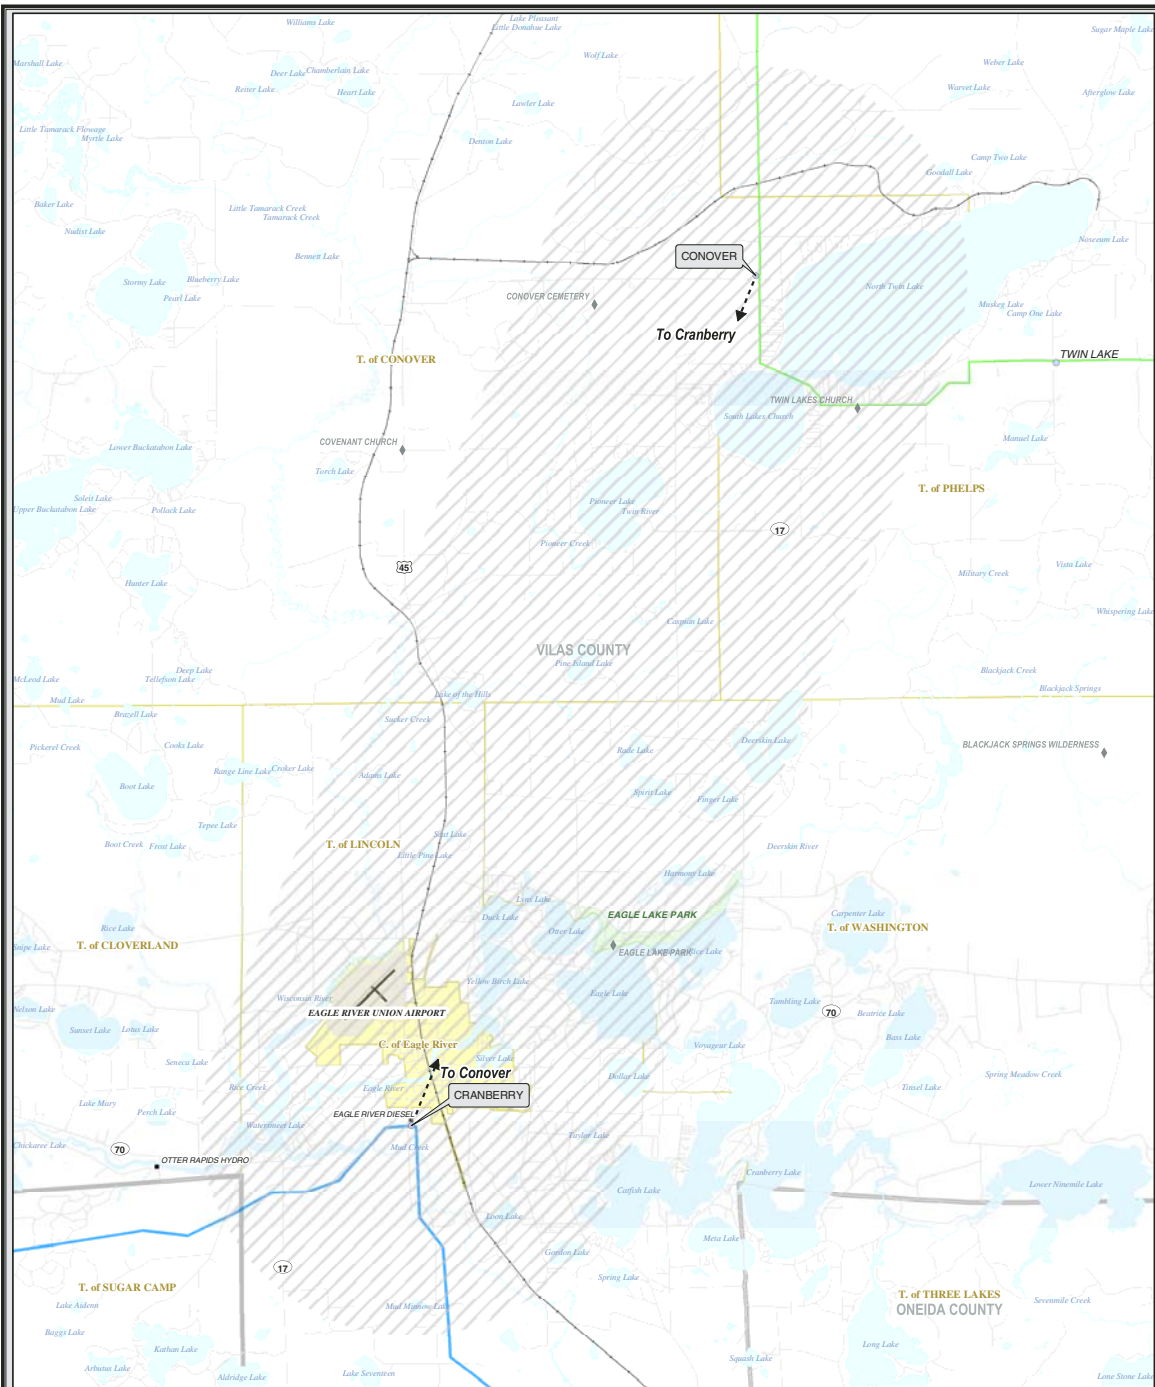 Lake Pleasant
Williams Lake
Little Donahue Lake
Sugar Maple Lake
Wolf Lake
Marshall Lake
Weber Lake
Deer Lake
Chamberlain Lake
Reiter Lake
Heart Lake
Warvet Lake
Afterglow Lake
Lawler Lake
Little Tamarack Flowage
Myrtle Lake
Denton Lake
Camp Two Lake
Goodall Lake
Baker Lake
Little Tamarack Creek
Tamarack Creek
Nudist Lake
Noseeum Lake
Bennett Lake
CONOVER
Stormy Lake
Blueberry Lake
North Twin Lake
Pearl Lake
CONOVER CEMETERY
Muskeg Lake
Camp One Lake
To Cranberry
T. of CONOVER
TWIN LAKE
TWIN LAKES CHURCH
South Lakes Church
COVENANT CHURCH
Manuel Lake
Lower Buckatabon Lake
Torch Lake
T. of PHELPS
Soleit Lake
Upper Buckatabon Lake
Pollack Lake
Pioneer Lake
Twin River
17
Pioneer Creek
45
Vista Lake
Military Creek
Hunter Lake
Whispering Lake
Caspian Lake
VILAS COUNTY
Pine Island Lake
Deep Lake
Tellefson Lake
McLeod Lake
Blackjack Creek
Blackjack Springs
Mud Lake
Lake of the Hills
Brazell Lake
Sucker Creek
Pickerel Creek
Cooks Lake
Rade Lake
Deerskin Lake
BLACKJACK SPRINGS WILDERNESS
Range Line Lake
Croker Lake
Adams Lake
Boot Lake
Spirit Lake
Finger Lake
Tepee Lake
Scat Lake
Boot Creek
Frost Lake
T. of LINCOLN
Little Pine Lake
Deerskin River
Harmony Lake
Lynx Lake
Duck Lake
EAGLE LAKE PARK
Carpenter Lake
Rice Lake
Otter Lake
T. of WASHINGTON
Snipe Lake
T. of CLOVERLAND
EAGLE LAKE PARK
Yellow Birch Lake
Wisconsin River
Eagle Lake
Nelson Lake
EAGLE RIVER UNION AIRPORT
Tambling Lake
70
Beatrice Lake
Sunset Lake
Lotus Lake
Bass Lake
C. of Eagle River
Voyageur Lake
Seneca Lake
Silver Lake
To Conover
Dollar Lake
Spring Meadow Creek
Rice Creek
Eagle River
CRANBERRY
Tinsel Lake
Lake Mary
Perch Lake
EAGLE RIVER DIESEL
Watersmeet Lake
Taylor Lake
Chickaree Lake
70
Mud Creek
OTTER RAPIDS HYDRO
Cranberry Lake
Catfish Lake
Lower Ninemile Lake
Loon Lake
Meta Lake
Gordon Lake
17
Spring Lake
T. of SUGAR CAMP
T. of THREE LAKES
Lake Aidenn
Mud Minnow Lake
Sevenmile Creek
ONEIDA COUNTY
Baggs Lake
Kathan Lake
Long Lake
Squash Lake
Arbutus Lake
Aldridge Lake
Lake Seventeen
Lone Stone Lake